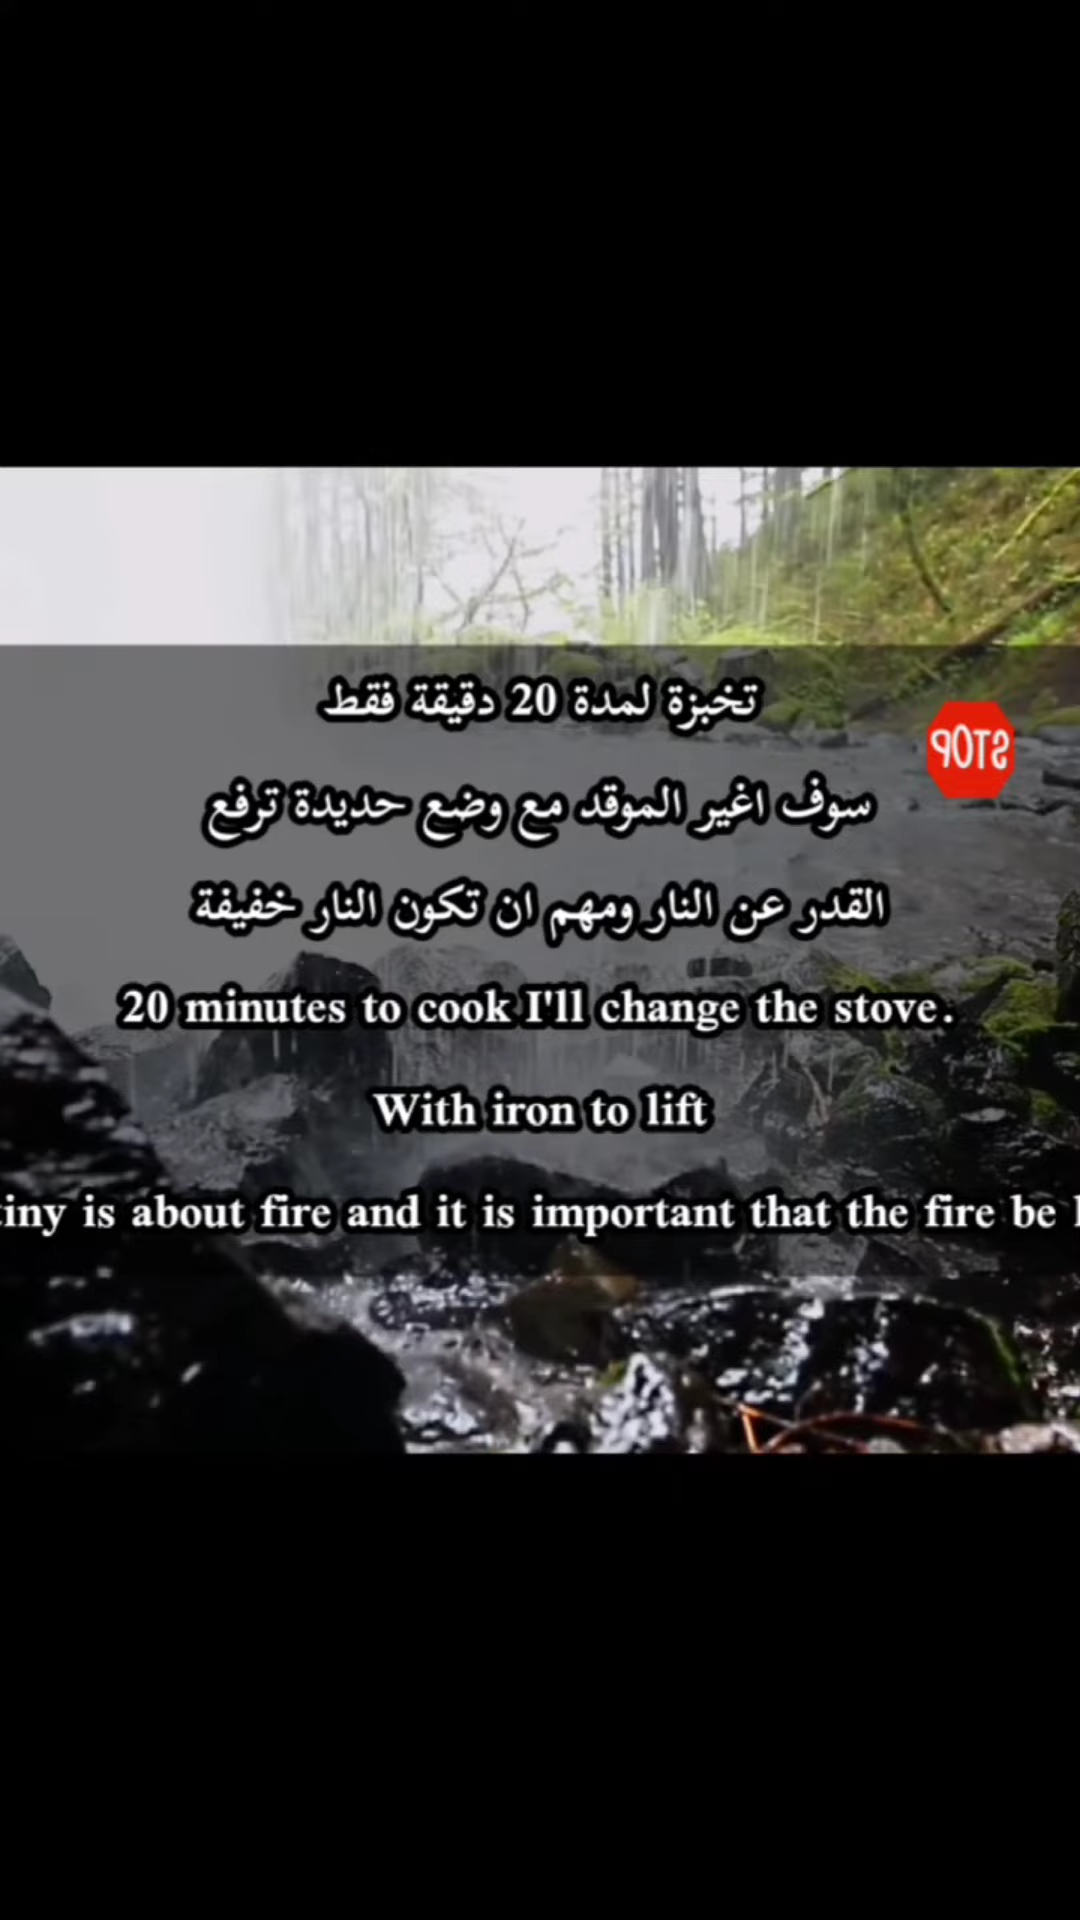 تخبزة لمدة 20 دقيقة فقط
STOP
سوف اغير الموقد مع وضع حديدة ترفع
القدر عن النار ومهم ان تكون النار خفيفة
20 minutes to cook I'll change the stove.
With iron to lift
is about fire and it is important that the fire be